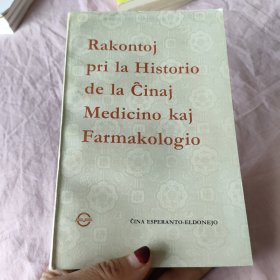 Rakontoj
pri la Historio
de la Ĉinaj
Medicino kaj
Farmakologio
ĈINA ESPERANTO-ELDONEJO